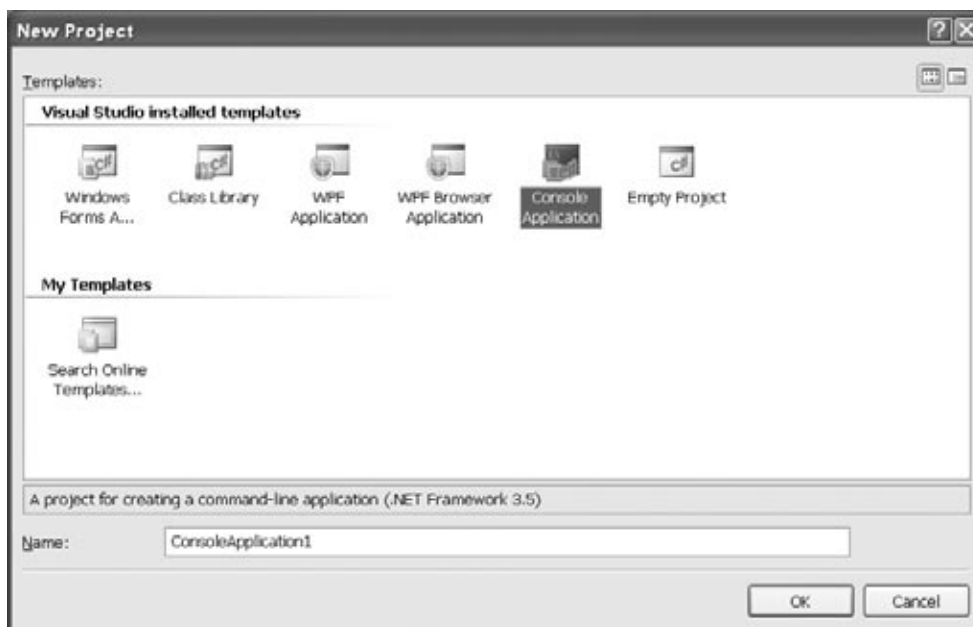 New Project
Templates:
Visual Studio installed templates
Windows Forms A...
Class Library
WPF Application
WPF Browser Application
Console Application
Empty Project
My Templates
Search Online Templates...
A project for creating a command-line application (.NET Framework 3.5)
Name:
ConsoleApplication1
OK
Cancel